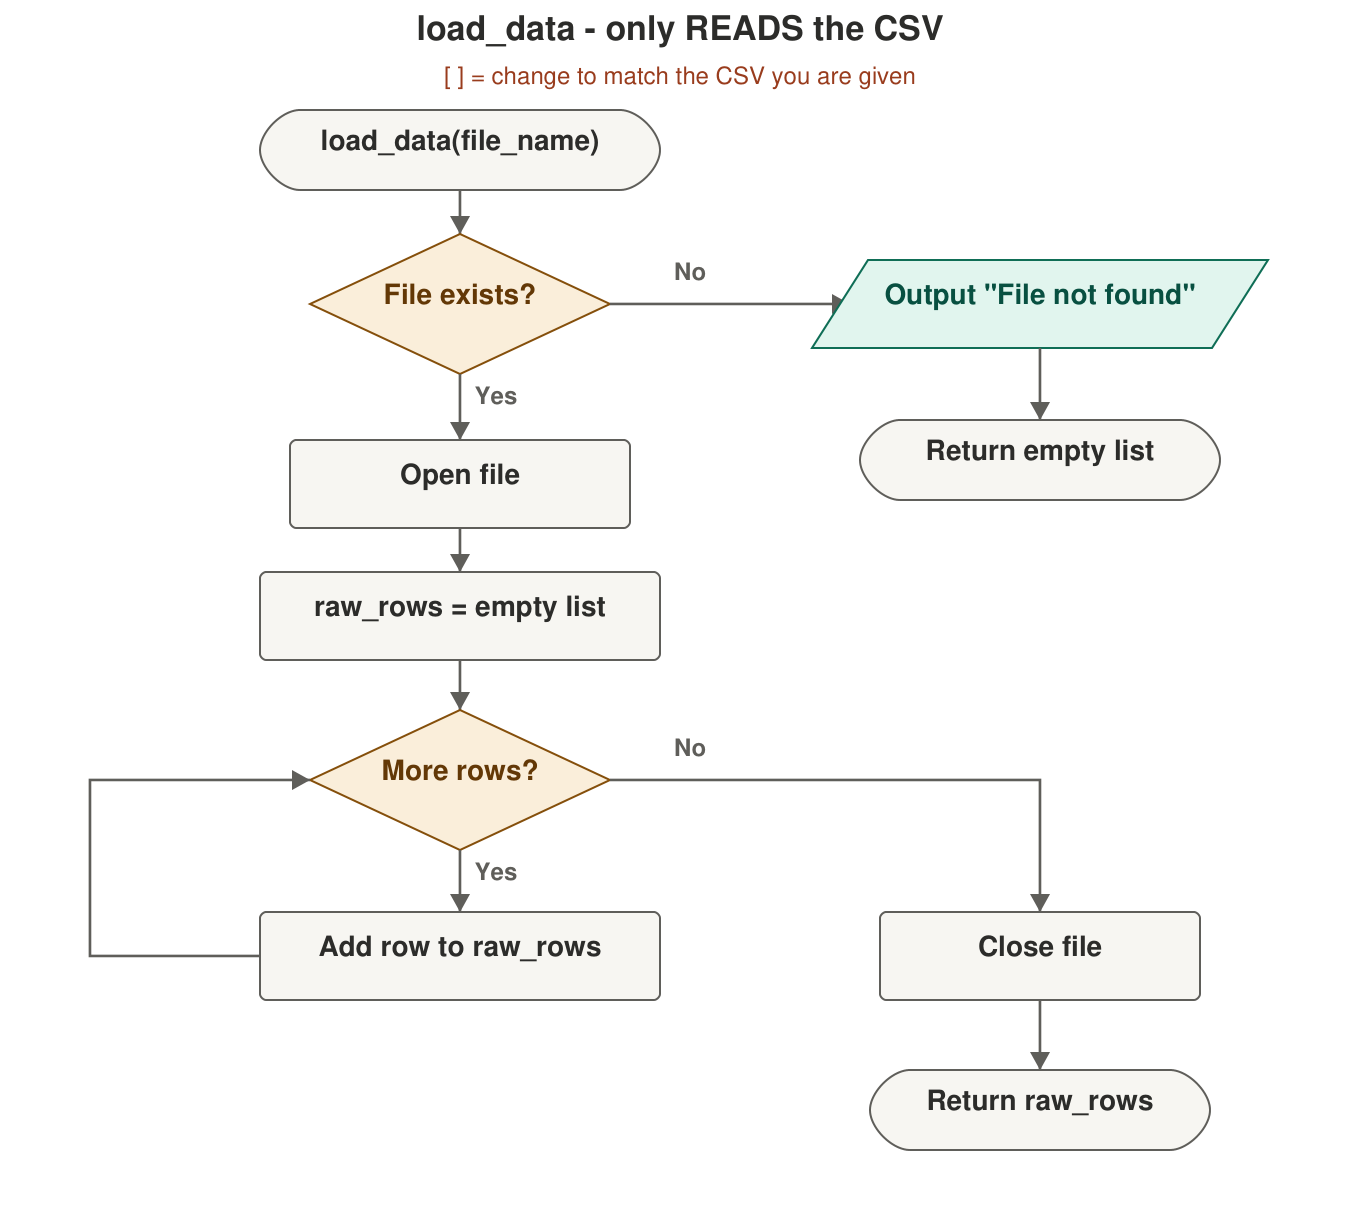 load_data - only READS the CSV
[ ] = change to match the CSV you are given
load_data(file_name)
File exists?
No
Output "File not found"
Yes
Return empty list
Open file
raw_rows = empty list
More rows?
No
Yes
Add row to raw_rows
Close file
Return raw_rows